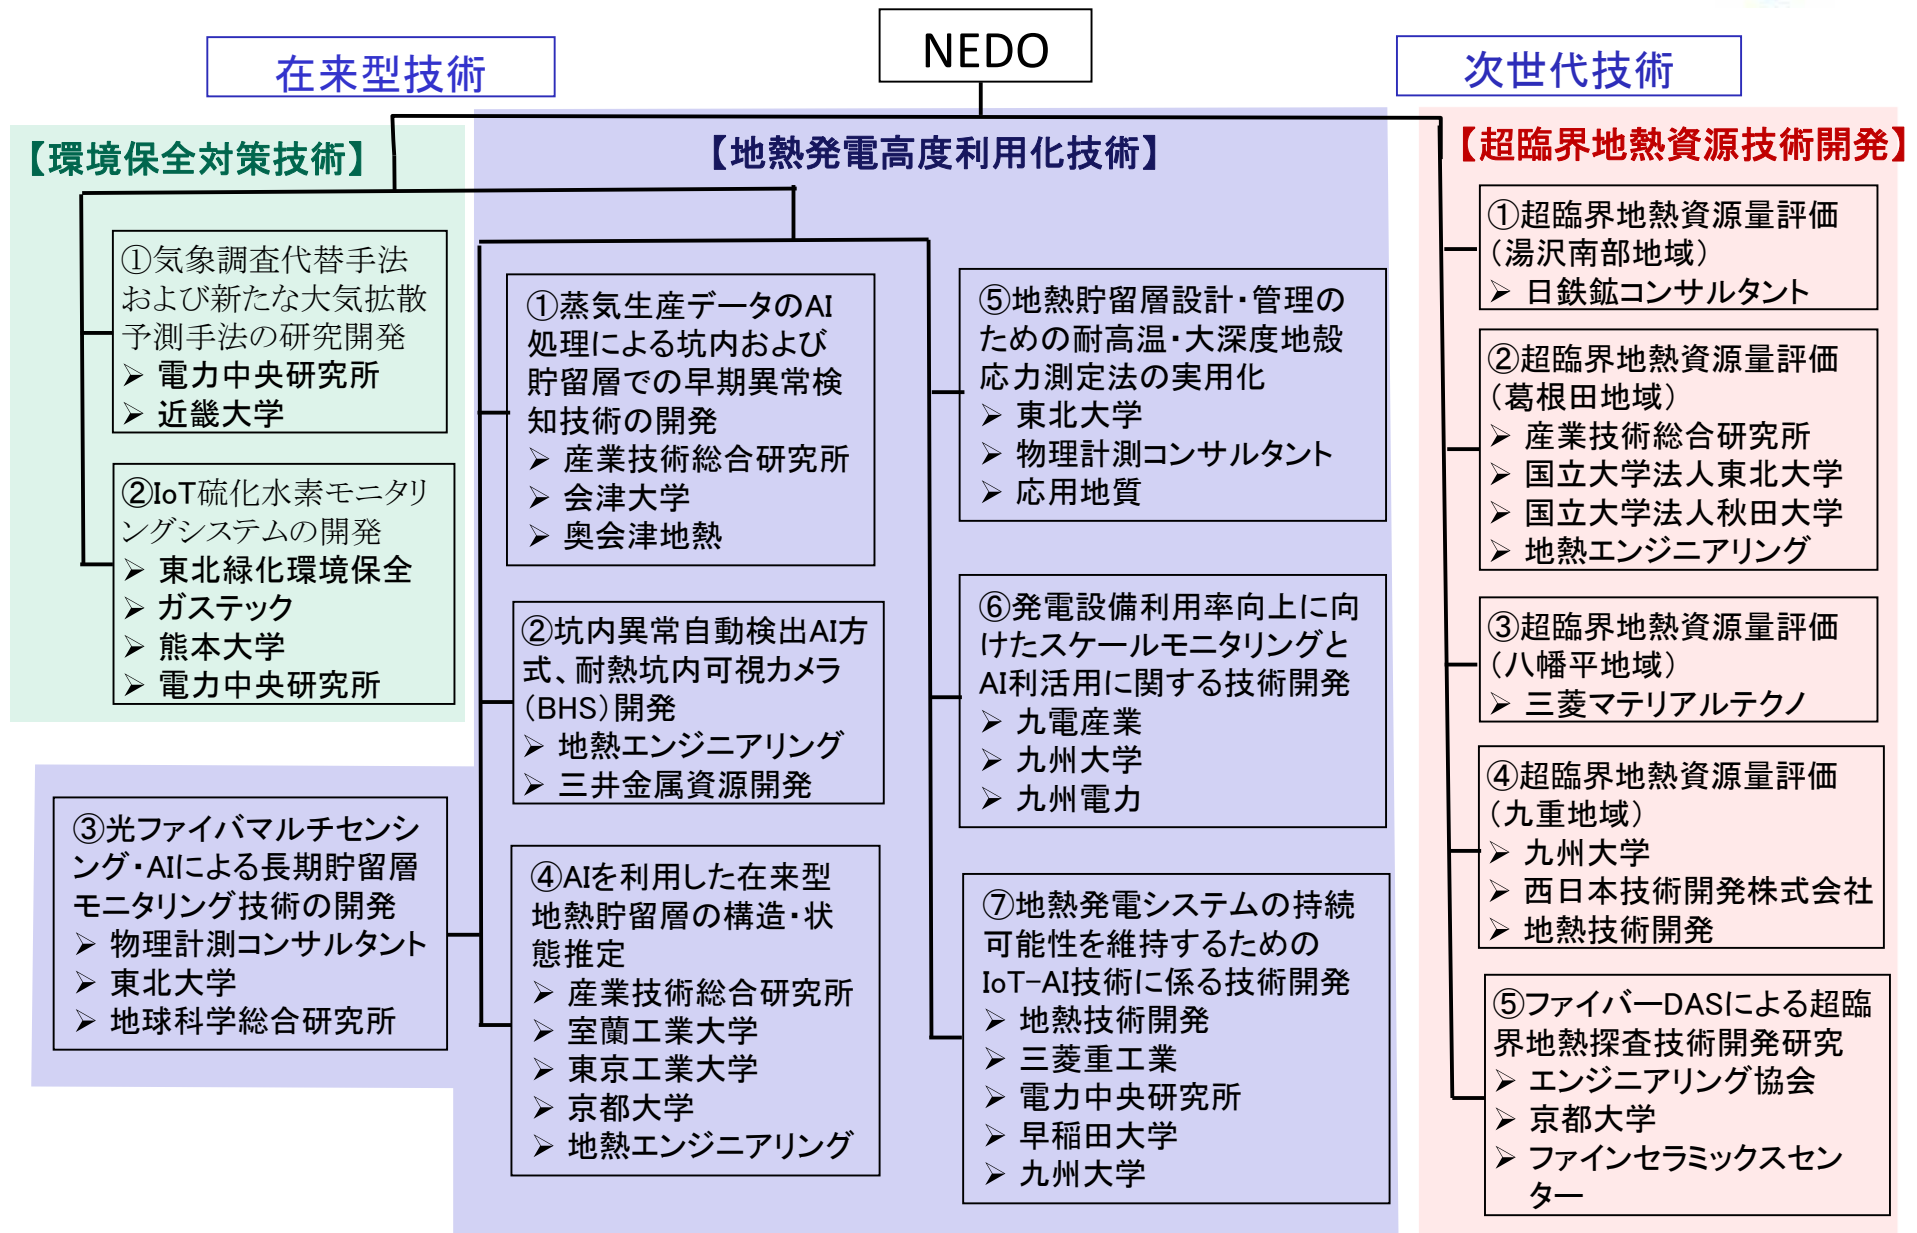 NEDO
在来型技術
次世代技術
【環境保全対策技術】
①気象調査代替手法
および新たな大気拡散
予測手法の研究開発
➢ 電力中央研究所
➢ 近畿大学
②IoT硫化水素モニタリ
ングシステムの開発
➢ 東北緑化環境保全
➢ ガステック
➢ 熊本大学
➢ 電力中央研究所
【地熱発電高度利用化技術】
①蒸気生産データのAI
処理による坑内および
貯留層での早期異常検
知技術の開発
➢ 産業技術総合研究所
➢ 会津大学
➢ 奥会津地熱
②坑内異常自動検出AI方
式、耐熱坑内可視カメラ
(BHS)開発
➢ 地熱エンジニアリング
➢ 三井金属資源開発
③光ファイバマルチセンシ
ング・AIによる長期貯留層
モニタリング技術の開発
➢ 物理計測コンサルタント
➢ 東北大学
➢ 地球科学総合研究所
④AIを利用した在来型
地熱貯留層の構造・状
態推定
➢ 産業技術総合研究所
➢ 室蘭工業大学
➢ 東京工業大学
➢ 京都大学
➢ 地熱エンジニアリング
⑤地熱貯留層設計・管理の
ための耐高温・大深度地殻
応力測定法の実用化
➢ 東北大学
➢ 物理計測コンサルタント
➢ 応用地質
⑥発電設備利用率向上に向
けたスケールモニタリングと
AI利活用に関する技術開発
➢ 九電産業
➢ 九州大学
➢ 九州電力
⑦地熱発電システムの持続
可能性を維持するための
IoT-AI技術に係る技術開発
➢ 地熱技術開発
➢ 三菱重工業
➢ 電力中央研究所
➢ 早稲田大学
➢ 九州大学
【超臨界地熱資源技術開発】
①超臨界地熱資源量評価
(湯沢南部地域)
➢ 日鉄鉱コンサルタント
②超臨界地熱資源量評価
(葛根田地域)
➢ 産業技術総合研究所
➢ 国立大学法人東北大学
➢ 国立大学法人秋田大学
➢ 地熱エンジニアリング
③超臨界地熱資源量評価
(八幡平地域)
➢ 三菱マテリアルテクノ
④超臨界地熱資源量評価
(九重地域)
➢ 九州大学
➢ 西日本技術開発株式会社
➢ 地熱技術開発
⑤ファイバーDASによる超臨
界地熱探査技術開発研究
➢ エンジニアリング協会
➢ 京都大学
➢ ファインセラミックスセン
ター